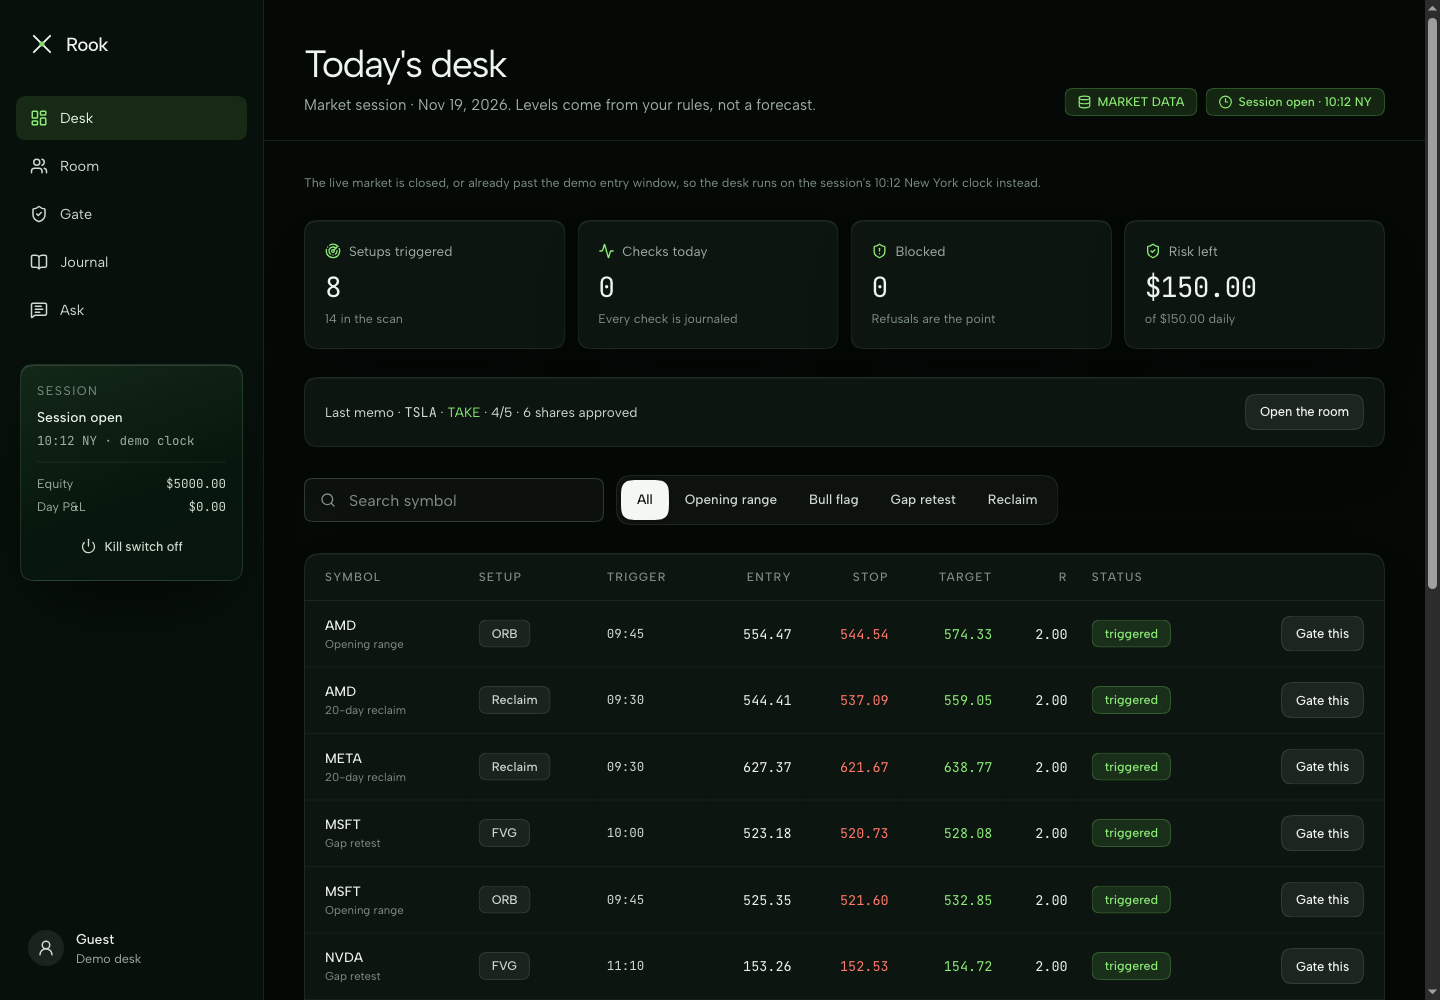 Rook
Desk
Room
Gate
Journal
Ask
SESSION
Session open
10:12 NY · demo clock
Equity $5000.00
Day P&L $0.00
Kill switch off
Guest
Demo desk
Today's desk
Market session · Nov 19, 2026. Levels come from your rules, not a forecast.
MARKET DATA
Session open · 10:12 NY
The live market is closed, or already past the demo entry window, so the desk runs on the session's 10:12 New York clock instead.
Setups triggered
8
14 in the scan
Checks today
0
Every check is journaled
Blocked
0
Refusals are the point
Risk left
$150.00
of $150.00 daily
Last memo · TSLA · TAKE · 4/5 · 6 shares approved
Open the room
Search symbol
All Opening range Bull flag Gap retest Reclaim
SYMBOL SETUP TRIGGER ENTRY STOP TARGET R STATUS
AMD
Opening range
ORB 09:45 554.47 544.54 574.33 2.00 triggered Gate this
AMD
20-day reclaim
Reclaim 09:30 544.41 537.09 559.05 2.00 triggered Gate this
META
20-day reclaim
Reclaim 09:30 627.37 621.67 638.77 2.00 triggered Gate this
MSFT
Gap retest
FVG 10:00 523.18 520.73 528.08 2.00 triggered Gate this
MSFT
Opening range
ORB 09:45 525.35 521.60 532.85 2.00 triggered Gate this
NVDA
Gap retest
FVG 11:10 153.26 152.53 154.72 2.00 triggered Gate this